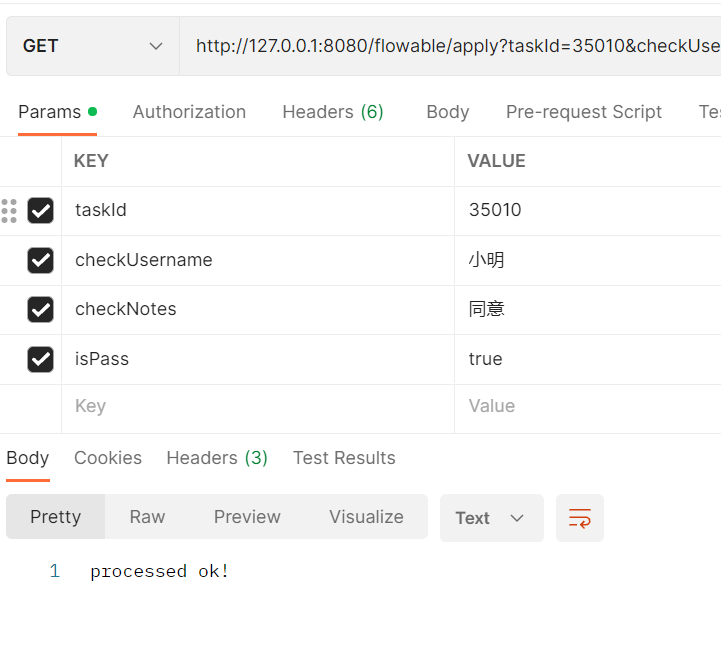 GET http://127.0.0.1:8080/flowable/apply?taskId=35010&checkUse
Params Authorization Headers (6) Body Pre-request Script Tes
KEY VALUE
taskId 35010
checkUsername 小明
checkNotes 同意
isPass true
Key Value
Body Cookies Headers (3) Test Results
Pretty Raw Preview Visualize Text
1 processed ok!